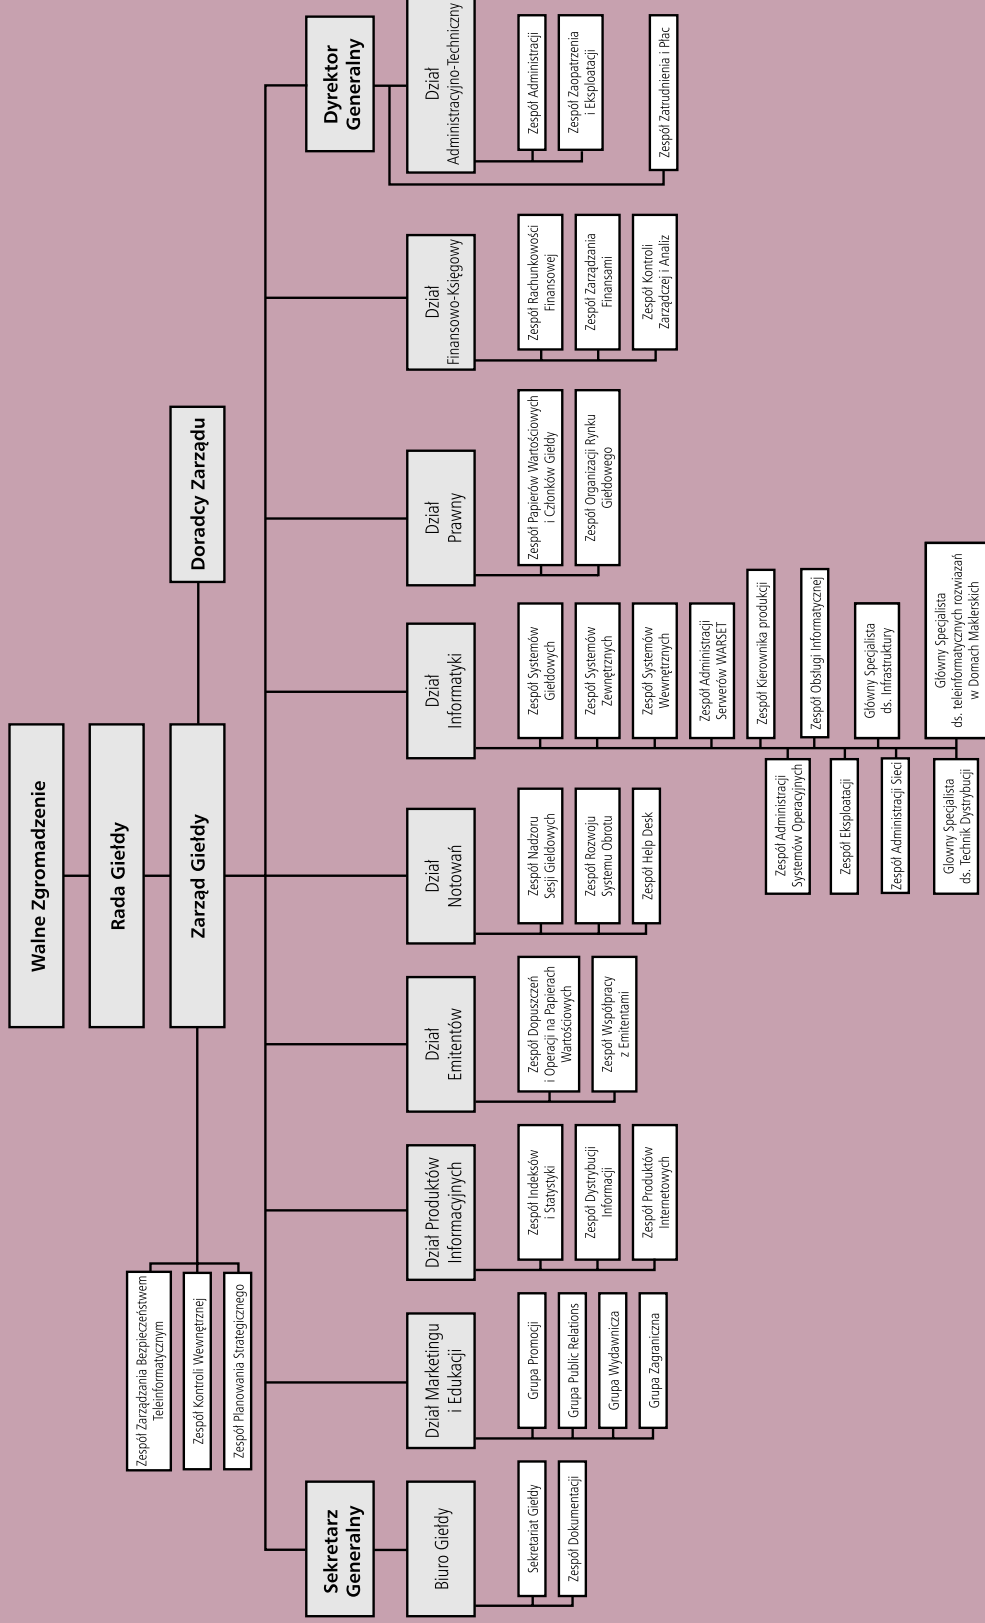 Walne Zgromadzenie
Rada Giełdy
Zarząd Giełdy
Doradcy Zarządu
Zespół Zarządzania Bezpieczeństwem
Teleinformatycznym
Zespół Kontroli Wewnętrznej
Zespół Planowania Strategicznego
Sekretarz
Generalny
Biuro Giełdy
Sekretariat Giełdy
Zespół Dokumentacji
Dział Marketingu
i Edukacji
Grupa Promocji
Grupa Public Relations
Grupa Wydawnicza
Grupa Zagraniczna
Dział Produktów
Informacyjnych
Zespół Indeksów
i Statystyki
Zespół Dystrybucji
Informacji
Zespół Produktów
Internetowych
Dział
Emitentów
Zespół Dopuszczeń
i Operacji na Papierach
Wartościowych
Zespół Współpracy
z Emitentami
Dział
Notowań
Zespół Nadzoru
Sesji Giełdowych
Zespół Rozwoju
Systemu Obrotu
Zespół Help Desk
Dział
Informatyki
Zespół Systemów
Giełdowych
Zespół Systemów
Zewnętrznych
Zespół Systemów
Wewnętrznych
Zespół Administracji
Serwerów WARSET
Zespół Kierownika produkcji
Zespół Administracji
Systemów Operacyjnych
Zespół Obsługi Informatycznej
Zespół Eksploatacji
Główny Specjalista
ds. Infrastruktury
Zespół Administracji Sieci
Główny Specjalista
ds. teleinformatycznych rozwiazań
w Domach Maklerskich
Glowny Specjalista
ds. Technik Dystrybucji
Dział
Prawny
Zespół Papierów Wartościowych
i Członków Giełdy
Zespół Organizacji Rynku
Giełdowego
Dział
Finansowo-Księgowy
Zespół Rachunkowości
Finansowej
Zespół Zarządzania
Finansami
Zespół Kontroli
Zarządczej i Analiz
Dyrektor
Generalny
Dział
Administracyjno-Techniczny
Zespół Administracji
Zespół Zaopatrzenia
i Eksploatacji
Zespół Zatrudnienia i Płac